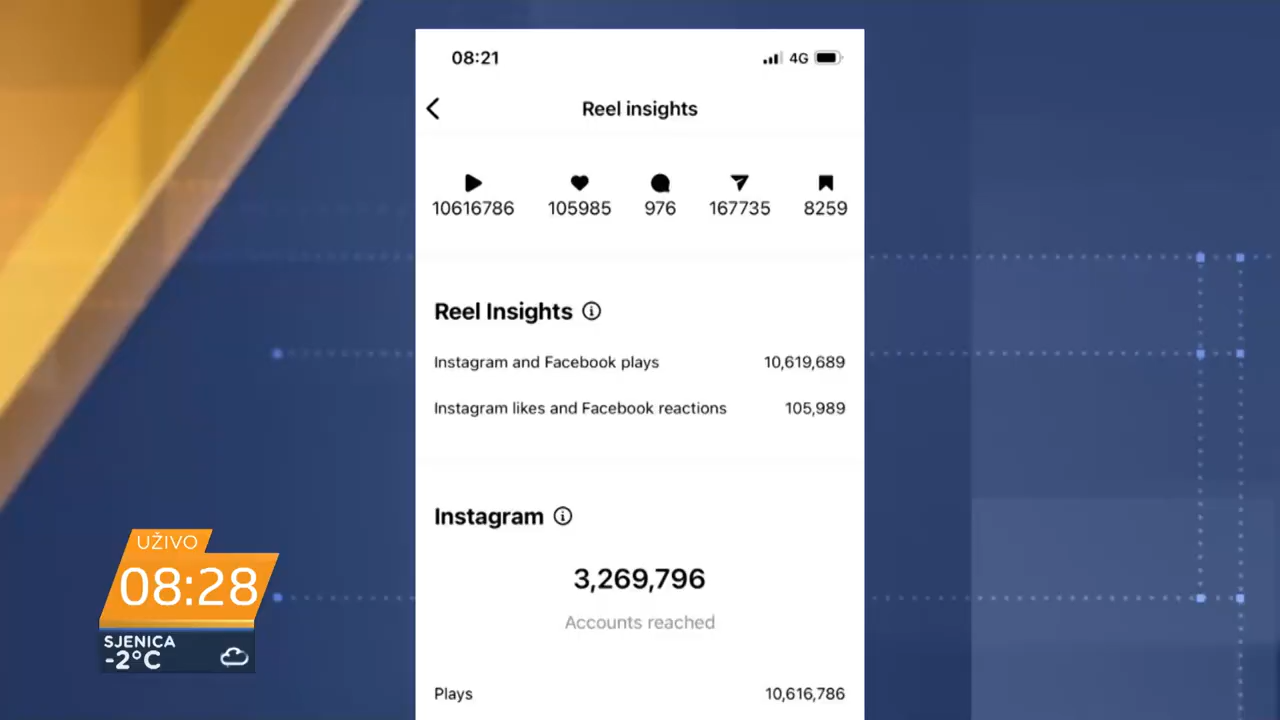 08:21
4G
Reel insights
10616786 105985 976 167735 8259
Reel Insights
Instagram and Facebook plays 10,619,689
Instagram likes and Facebook reactions 105,989
Instagram
3,269,796
Accounts reached
Plays 10,616,786
UŽIVO
08:28
SJENICA
-2°C